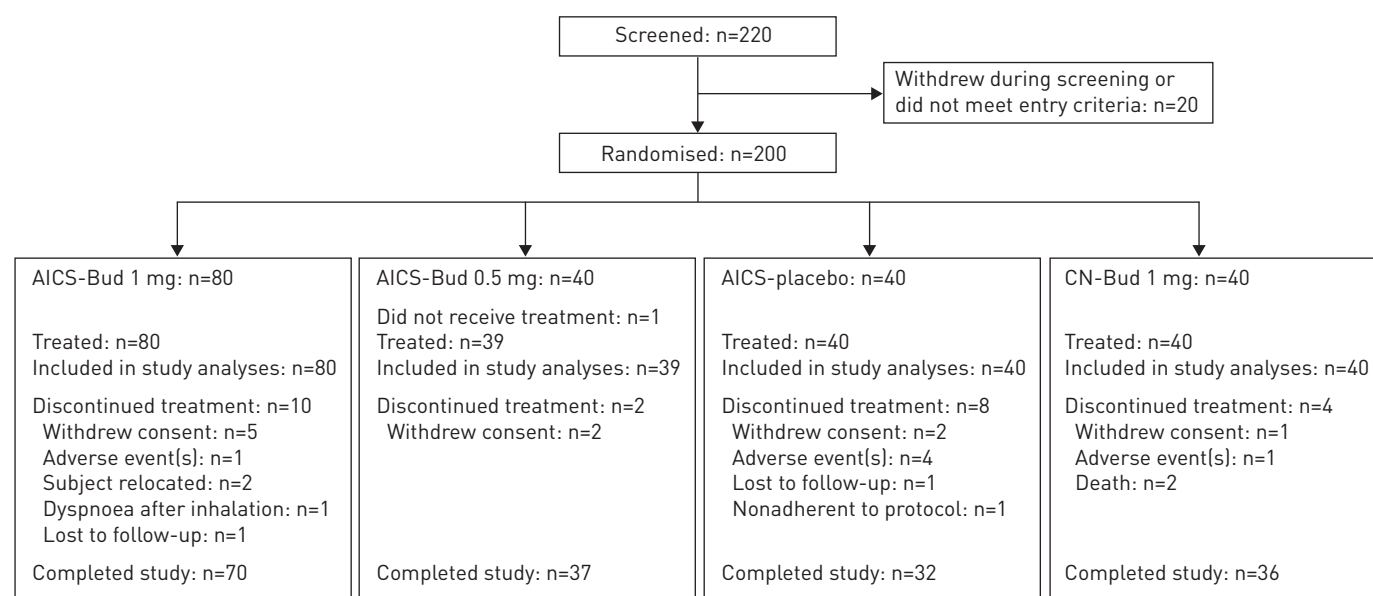 Screened: n=220
Withdrew during screening or
did not meet entry criteria: n=20
Randomised: n=200
AICS-Bud 1 mg: n=80
Treated: n=80
Included in study analyses: n=80
Discontinued treatment: n=10
Withdrew consent: n=5
Adverse event(s): n=1
Subject relocated: n=2
Dyspnoea after inhalation: n=1
Lost to follow-up: n=1
Completed study: n=70
AICS-Bud 0.5 mg: n=40
Did not receive treatment: n=1
Treated: n=39
Included in study analyses: n=39
Discontinued treatment: n=2
Withdrew consent: n=2
Completed study: n=37
AICS-placebo: n=40
Treated: n=40
Included in study analyses: n=40
Discontinued treatment: n=8
Withdrew consent: n=2
Adverse event(s): n=4
Lost to follow-up: n=1
Nonadherent to protocol: n=1
Completed study: n=32
CN-Bud 1 mg: n=40
Treated: n=40
Included in study analyses: n=40
Discontinued treatment: n=4
Withdrew consent: n=1
Adverse event(s): n=1
Death: n=2
Completed study: n=36